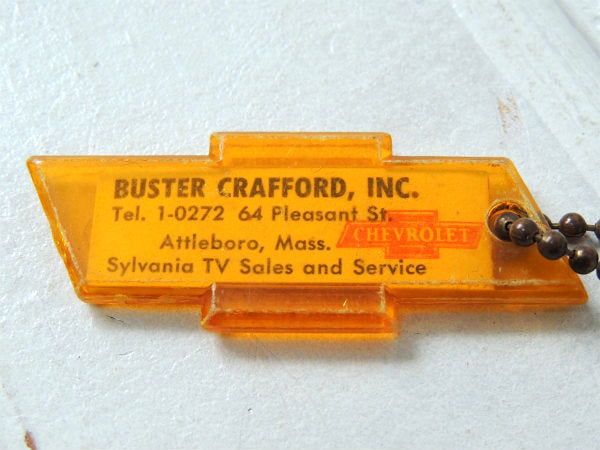 BUSTER CRAFFORD, INC.
Tel. 1-0272 64 Pleasant St.
Attleboro, Mass.
CHEVROLET
Sylvania TV Sales and Service